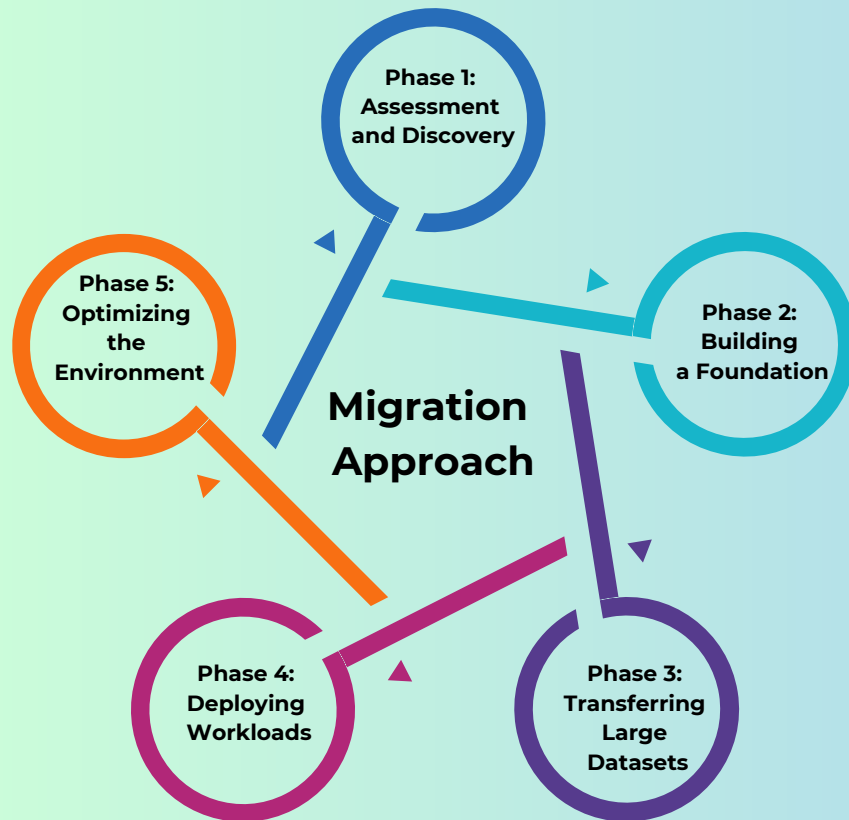 Phase 1:
Assessment
and Discovery
Phase 2:
Building
a Foundation
Phase 3:
Transferring
Large
Datasets
Phase 4:
Deploying
Workloads
Phase 5:
Optimizing
the
Environment
Migration
Approach